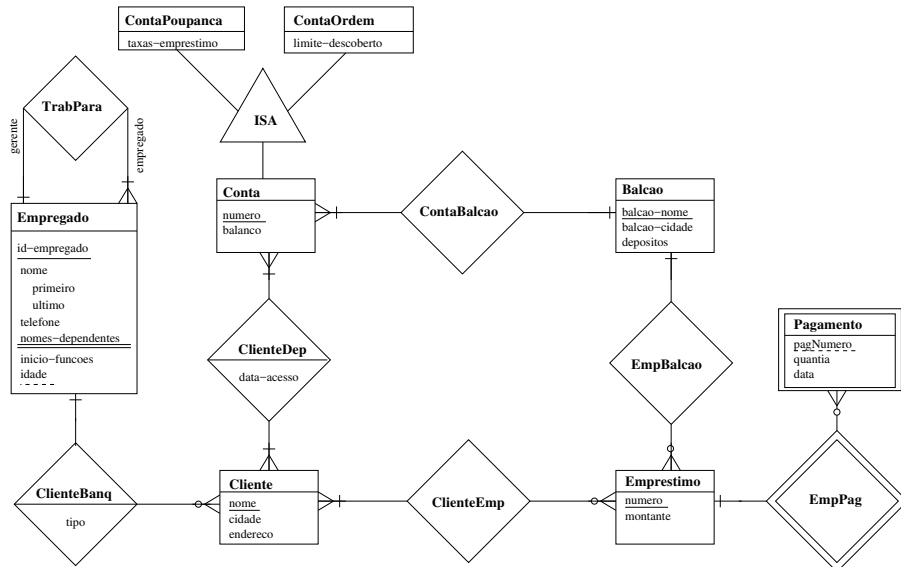 ContaPoupanca
taxas−emprestimo
ContaOrdem
limite−descoberto
TrabPara
gerente
empregado
ISA
Empregado
id−empregado
nome
primeiro
ultimo
telefone
nomes−dependentes
inicio−funcoes
idade
Conta
numero
balanco
ContaBalcao
Balcao
balcao−nome
balcao−cidade
depositos
ClienteDep
data−acesso
EmpBalcao
Pagamento
pagNumero
quantia
data
ClienteBanq
tipo
Cliente
nome
cidade
endereco
ClienteEmp
Emprestimo
numero
montante
EmpPag